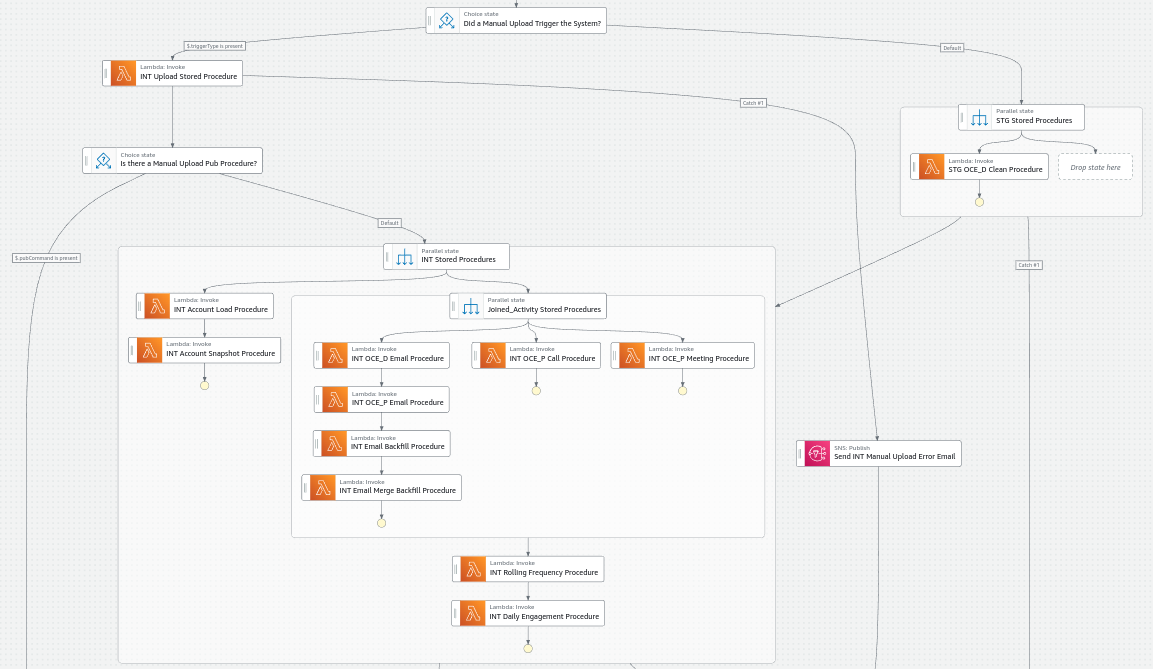 Choice state
Did a Manual Upload Trigger the System?
$.triggerType is present
Default
Lambda: Invoke
INT Upload Stored Procedure
Catch #1
Parallel state
STG Stored Procedures
Choice state
Is there a Manual Upload Pub Procedure?
Lambda: Invoke
STG OCE_D Clean Procedure
Drop state here
Default
$.pubCommand is present
Parallel state
INT Stored Procedures
Catch #1
Lambda: Invoke
INT Account Load Procedure
Parallel state
Joined_Activity Stored Procedures
Lambda: Invoke
INT Account Snapshot Procedure
Lambda: Invoke
INT OCE_D Email Procedure
Lambda: Invoke
INT OCE_P Call Procedure
Lambda: Invoke
INT OCE_P Meeting Procedure
Lambda: Invoke
INT OCE_P Email Procedure
Lambda: Invoke
INT Email Backfill Procedure
SNS: Publish
Send INT Manual Upload Error Email
Lambda: Invoke
INT Email Merge Backfill Procedure
Lambda: Invoke
INT Rolling Frequency Procedure
Lambda: Invoke
INT Daily Engagement Procedure